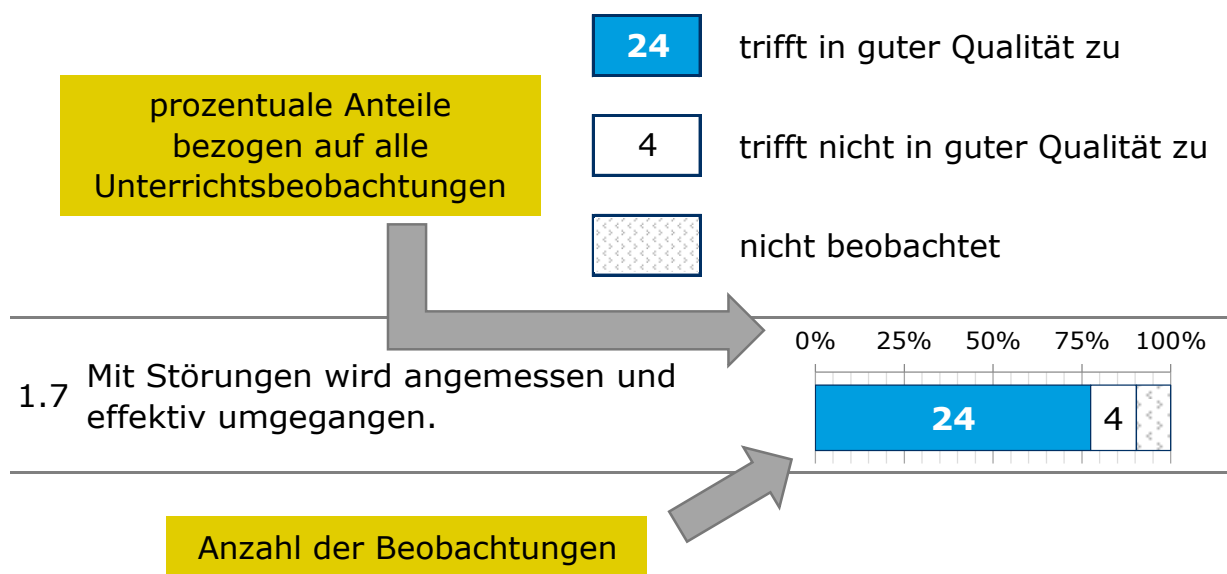 24 trifft in guter Qualität zu
prozentuale Anteile
bezogen auf alle
Unterrichtsbeobachtungen
4 trifft nicht in guter Qualität zu
nicht beobachtet
0% 25% 50% 75% 100%
1.7 Mit Störungen wird angemessen und
effektiv umgegangen.
24 4
Anzahl der Beobachtungen